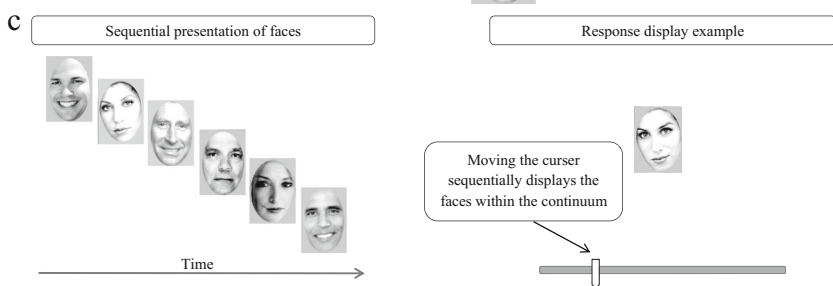 c
Sequential presentation of faces
Response display example
Moving the curser
sequentially displays the
faces within the continuum
Time